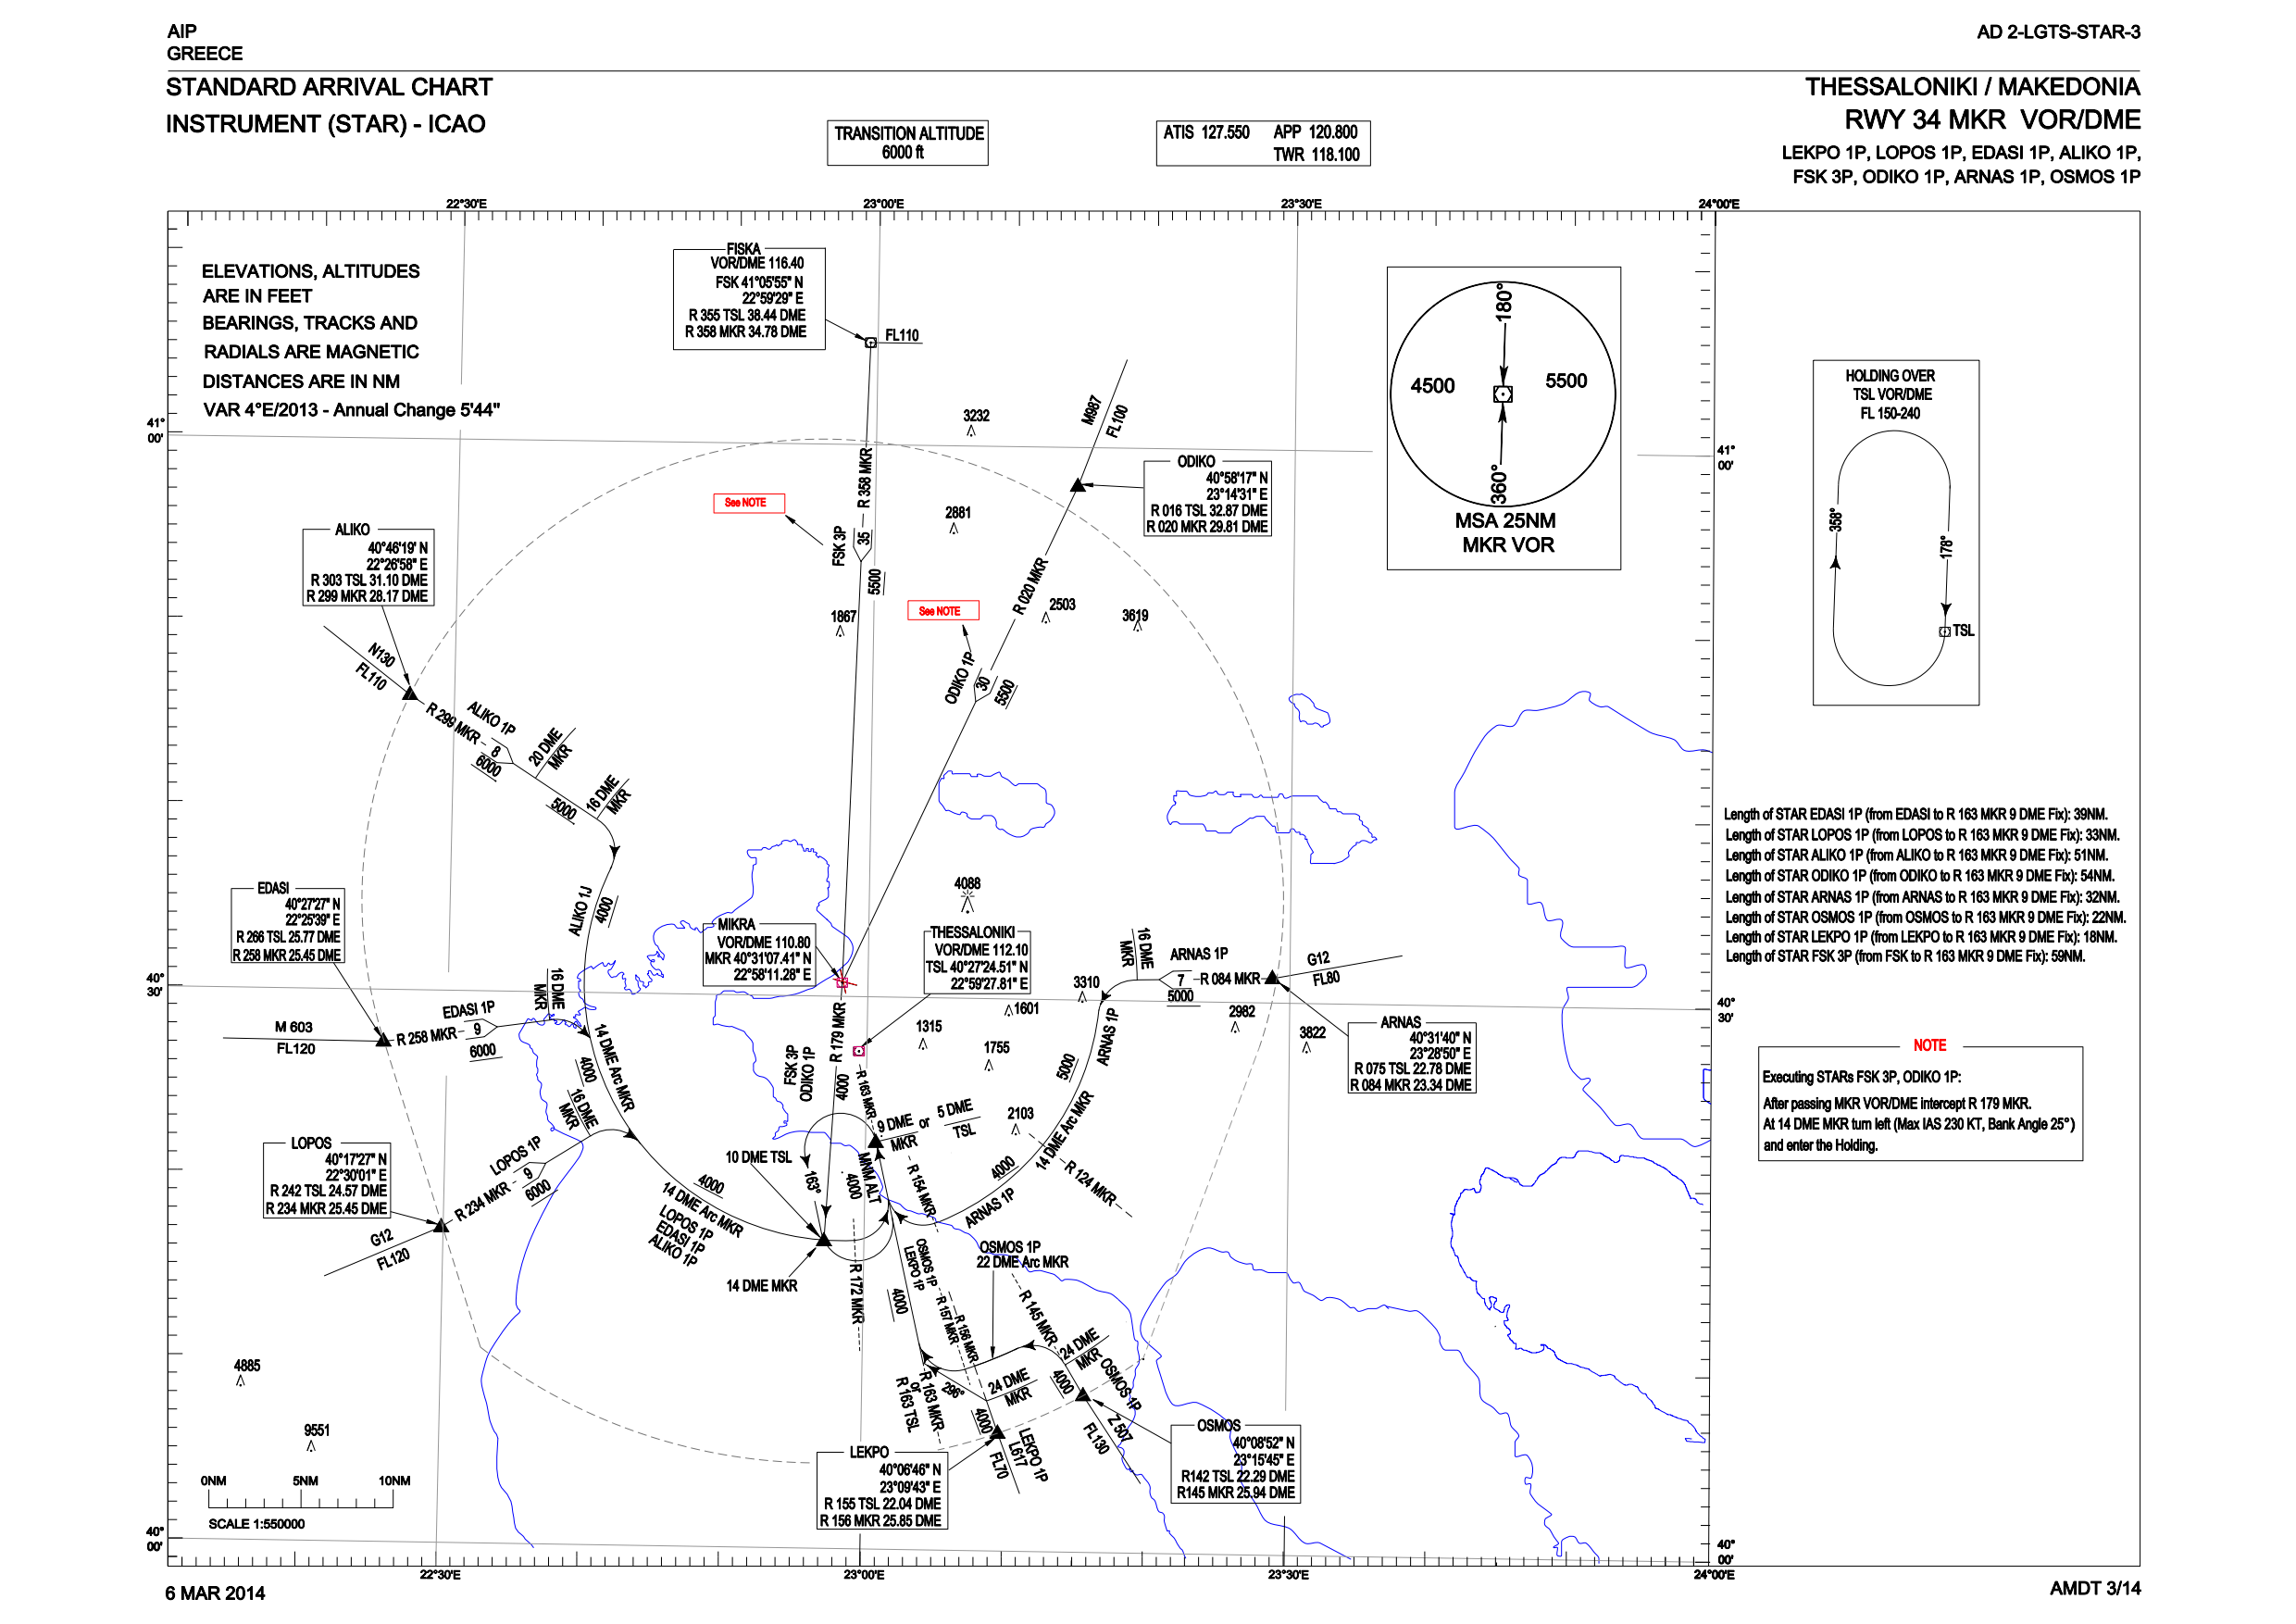 AIP
GREECE
AD 2-LGTS-STAR-3
STANDARD ARRIVAL CHART
INSTRUMENT (STAR) - ICAO
TRANSITION ALTITUDE
6000 ft
ATIS 127.550 APP 120.800
TWR 118.100
THESSALONIKI / MAKEDONIA
RWY 34 MKR VOR/DME
LEKPO 1P, LOPOS 1P, EDASI 1P, ALIKO 1P,
FSK 3P, ODIKO 1P, ARNAS 1P, OSMOS 1P
22°30'E
23°00'E
23°30'E
24°00'E
ELEVATIONS, ALTITUDES
ARE IN FEET
BEARINGS, TRACKS AND
RADIALS ARE MAGNETIC
DISTANCES ARE IN NM
VAR 4°E/2013 - Annual Change 5'44"
FISKA
VOR/DME 116.40
FSK 41°05'55" N
22°59'29" E
R 355 TSL 38.44 DME
R 358 MKR 34.78 DME
FL110
M987
FL100
3232
ODIKO
40°58'17" N
23°14'31" E
R 016 TSL 32.87 DME
R 020 MKR 29.81 DME
180°
4500
5500
360°
MSA 25NM
MKR VOR
HOLDING OVER
TSL VOR/DME
FL 150-240
358°
178°
TSL
41°
00'
41°
00'
See NOTE
FSK 3P
35
R 358 MKR
5500
2881
1867
See NOTE
R 020 MKR
2503
3619
ODIKO 1P
30
5500
ALIKO
40°46'19' N
22°26'58" E
R 303 TSL 31.10 DME
R 299 MKR 28.17 DME
N130
FL110
R 299 MKR
ALIKO 1P
8
6000
20 DME
MKR
5000
16 DME
MKR
ALIKO 1J
4000
4088
Length of STAR EDASI 1P (from EDASI to R 163 MKR 9 DME Fix): 39NM.
Length of STAR LOPOS 1P (from LOPOS to R 163 MKR 9 DME Fix): 33NM.
Length of STAR ALIKO 1P (from ALIKO to R 163 MKR 9 DME Fix): 51NM.
Length of STAR ODIKO 1P (from ODIKO to R 163 MKR 9 DME Fix): 54NM.
Length of STAR ARNAS 1P (from ARNAS to R 163 MKR 9 DME Fix): 32NM.
Length of STAR OSMOS 1P (from OSMOS to R 163 MKR 9 DME Fix): 22NM.
Length of STAR LEKPO 1P (from LEKPO to R 163 MKR 9 DME Fix): 18NM.
Length of STAR FSK 3P (from FSK to R 163 MKR 9 DME Fix): 59NM.
EDASI
40°27'27" N
22°25'39" E
R 266 TSL 25.77 DME
R 258 MKR 25.45 DME
MIKRA
VOR/DME 110.80
MKR 40°31'07.41" N
22°58'11.28" E
THESSALONIKI
VOR/DME 112.10
TSL 40°27'24.51" N
22°59'27.81" E
16 DME
MKR
ARNAS 1P
7
R 084 MKR
5000
G12
FL80
3310
1601
1315
1755
2982
3822
ARNAS
40°31'40" N
23°28'50" E
R 075 TSL 22.78 DME
R 084 MKR 23.34 DME
40°
30'
40°
30'
M 603
FL120
R 258 MKR
EDASI 1P
9
6000
16 DME
MKR
4000
14 DME Arc MKR
16 DME
MKR
FSK 3P
ODIKO 1P
R 179 MKR
4000
R 163 MKR
9 DME or 5 DME
MKR TSL
2103
5000
ARNAS 1P
14 DME Arc MKR
4000
R 124 MKR
NOTE
Executing STARs FSK 3P, ODIKO 1P:
After passing MKR VOR/DME intercept R 179 MKR.
At 14 DME MKR turn left (Max IAS 230 KT, Bank Angle 25°)
and enter the Holding.
LOPOS
40°17'27" N
22°30'01" E
R 242 TSL 24.57 DME
R 234 MKR 25.45 DME
LOPOS 1P
9
R 234 MKR
6000
G12
FL120
4000
14 DME Arc MKR
LOPOS 1P
EDASI 1P
ALIKO 1P
10 DME TSL
163°
4000
MNM ALT
R 154 MKR
ARNAS 1P
14 DME MKR
R 172 MKR
OSMOS 1P
LEKPO 1P
4000
R 157 MKR
R 156 MKR
OSMOS 1P
22 DME Arc MKR
R 145 MKR
24 DME
MKR
4000
OSMOS 1P
296°
R 163 MKR
or
R 163 TSL
24 DME
MKR
4000
LEKPO 1P
L617
FL70
Z 507
FL130
OSMOS
40°08'52" N
23°15'45" E
R142 TSL 22.29 DME
R145 MKR 25.94 DME
LEKPO
40°06'46" N
23°09'43" E
R 155 TSL 22.04 DME
R 156 MKR 25.85 DME
4885
9551
0NM 5NM 10NM
SCALE 1:550000
40°
00'
40°
00'
22°30'E
23°00'E
23°30'E
24°00'E
6 MAR 2014
AMDT 3/14